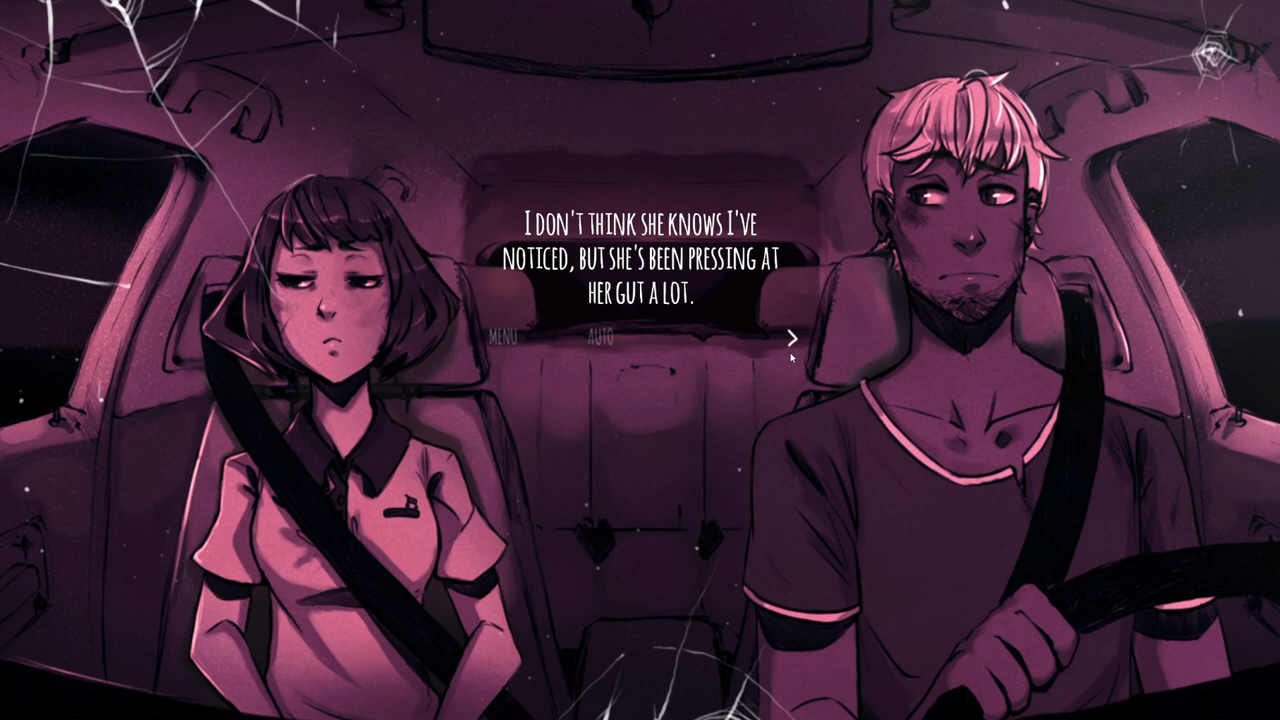 I DON'T THINK SHE KNOWS I'VE
NOTICED, BUT SHE'S BEEN PRESSING AT
HER GUT A LOT.
MENU AUTO